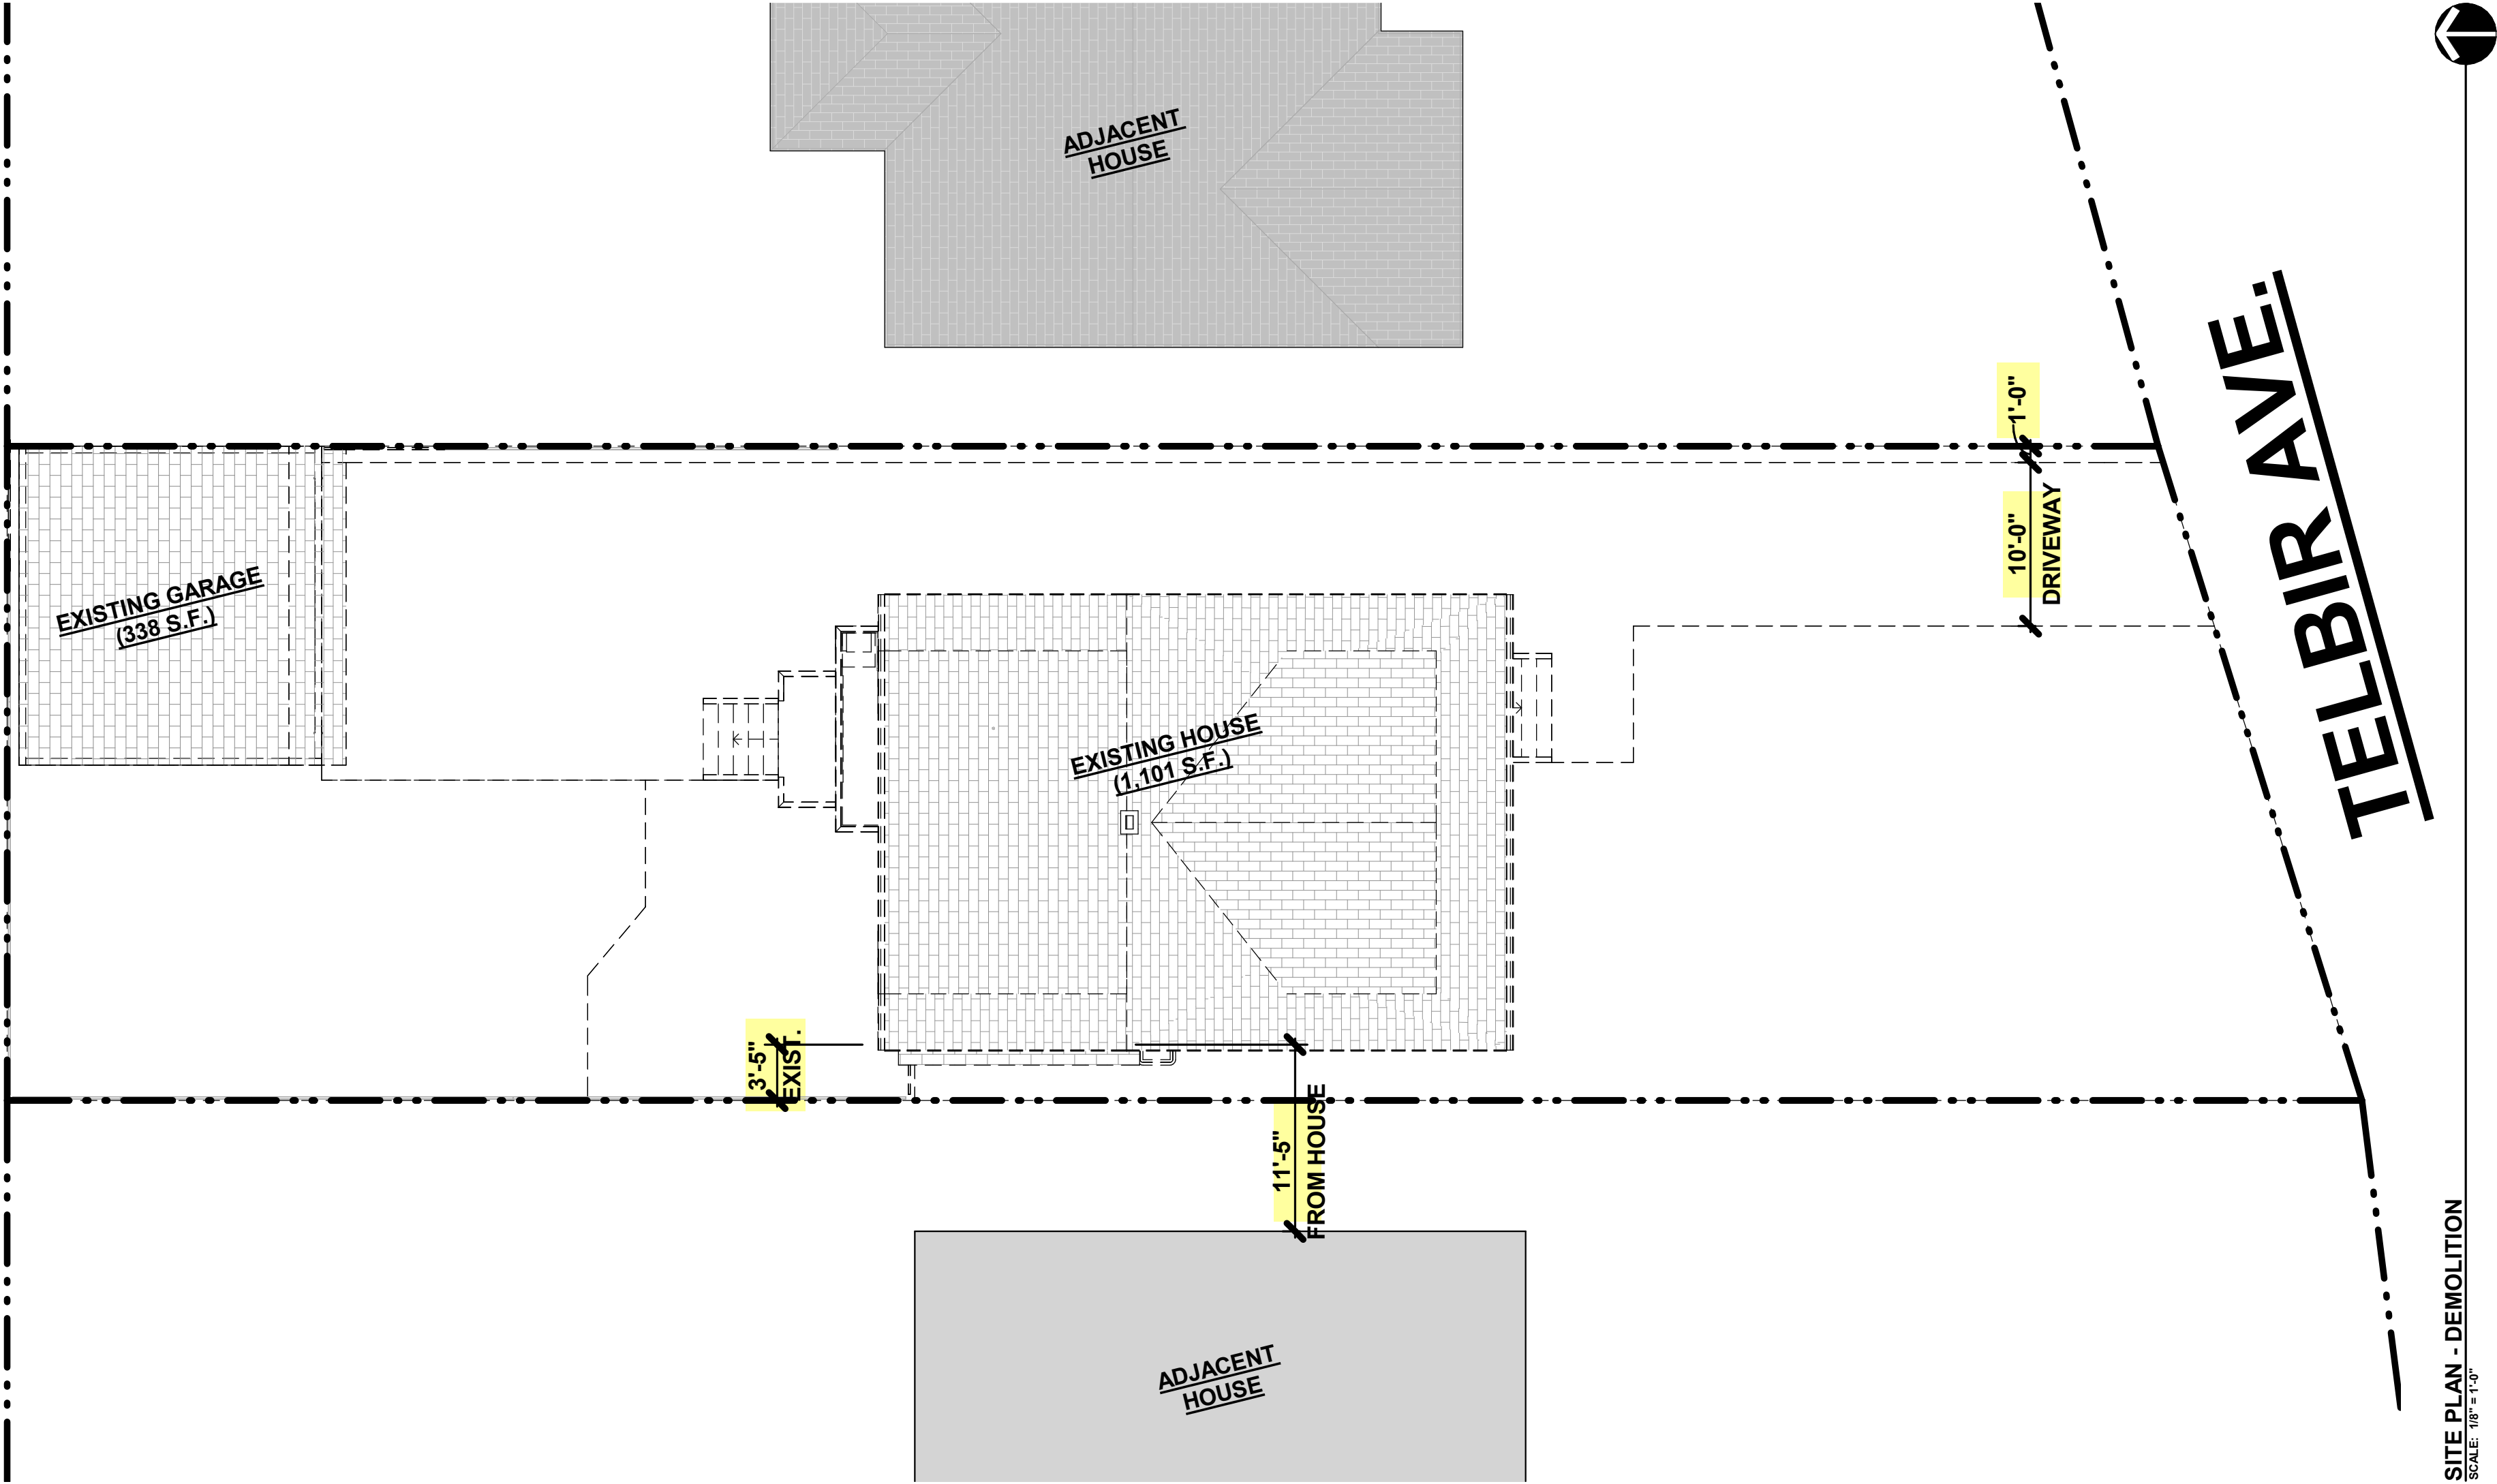 ADJACENT
HOUSE
1'-0"
10'-0"
DRIVEWAY
TELBIR AVE.
EXISTING GARAGE
(338 S.F.)
EXISTING HOUSE
(1,101 S.F.)
3'-5"
EXIST.
11'-5"
FROM HOUSE
ADJACENT
HOUSE
SITE PLAN - DEMOLITION
SCALE: 1/8" = 1'-0"